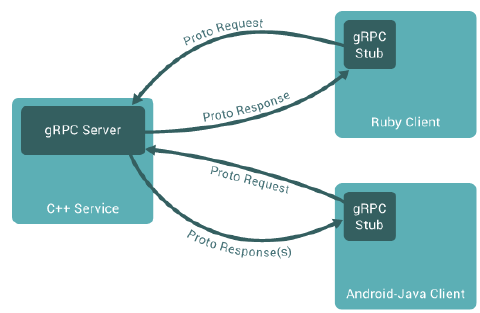 Proto Request
gRPC
Stub
Ruby Client
Proto Response
gRPC Server
C++ Service
Proto Request
gRPC
Stub
Proto Response(s)
Android-Java Client